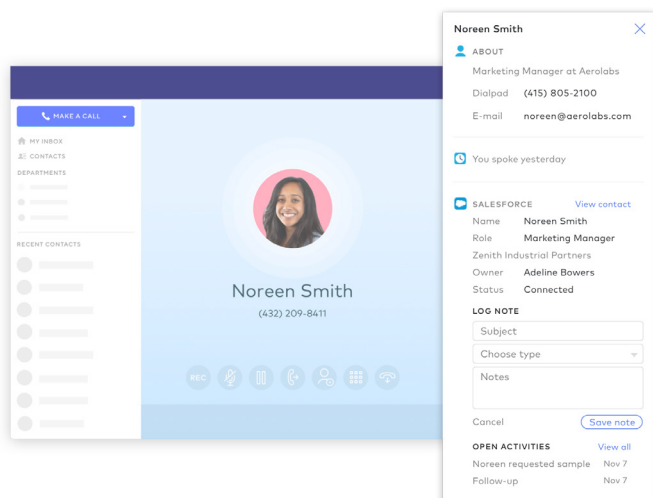 MAKE A CALL
MY INBOX
CONTACTS
DEPARTMENTS
RECENT CONTACTS
Noreen Smith
(432) 209-8411
REC
Noreen Smith
ABOUT
Marketing Manager at Aerolabs
Dialpad (415) 805-2100
E-mail noreen@aerolabs.com
You spoke yesterday
SALESFORCE View contact
Name Noreen Smith
Role Marketing Manager
Zenith Industrial Partners
Owner Adeline Bowers
Status Connected
LOG NOTE
Subject
Choose type
Notes
Cancel Save note
OPEN ACTIVITIES View all
Noreen requested sample Nov 7
Follow-up Nov 7